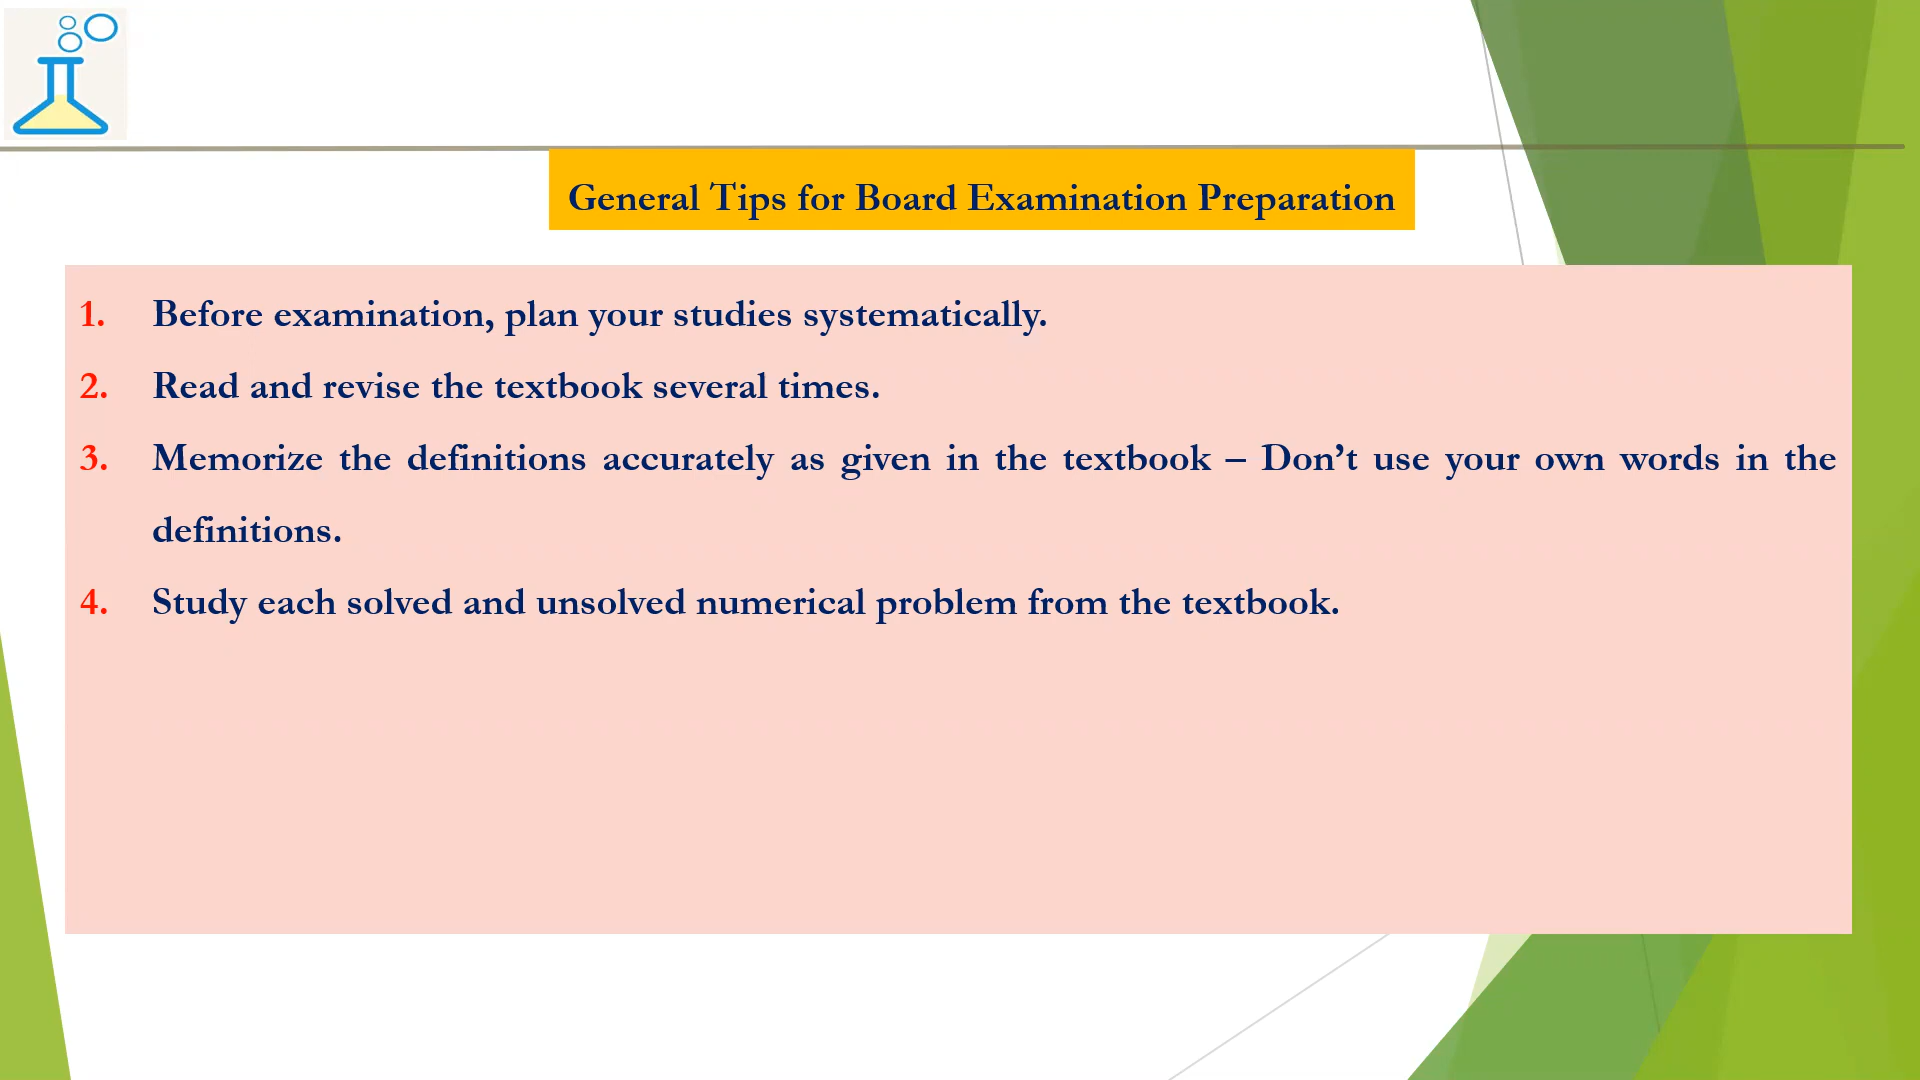 General Tips for Board Examination Preparation
1. Before examination, plan your studies systematically.
2. Read and revise the textbook several times.
3. Memorize the definitions accurately as given in the textbook – Don’t use your own words in the
definitions.
4. Study each solved and unsolved numerical problem from the textbook.